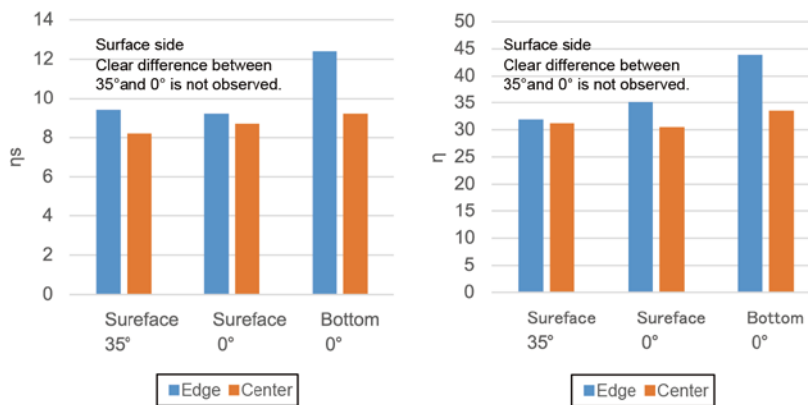 14
12
10
8
6
4
2
0
ηs
Surface side
Clear difference between
35°and 0° is not observed.
Sureface
35°
Sureface
0°
Bottom
0°
Edge
Center
50
45
40
35
30
25
20
15
10
5
0
η
Surface side
Clear difference between
35°and 0° is not observed.
Sureface
35°
Sureface
0°
Bottom
0°
Edge
Center